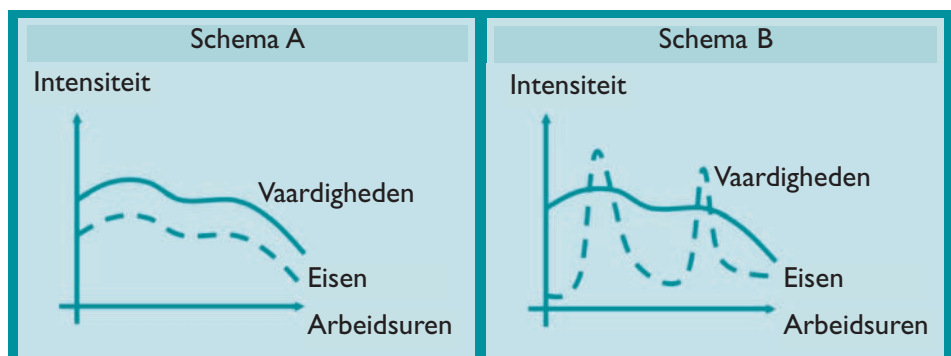 Schema A
Intensiteit
Vaardigheden
Eisen
Arbeidsuren
Schema B
Intensiteit
Vaardigheden
Eisen
Arbeidsuren